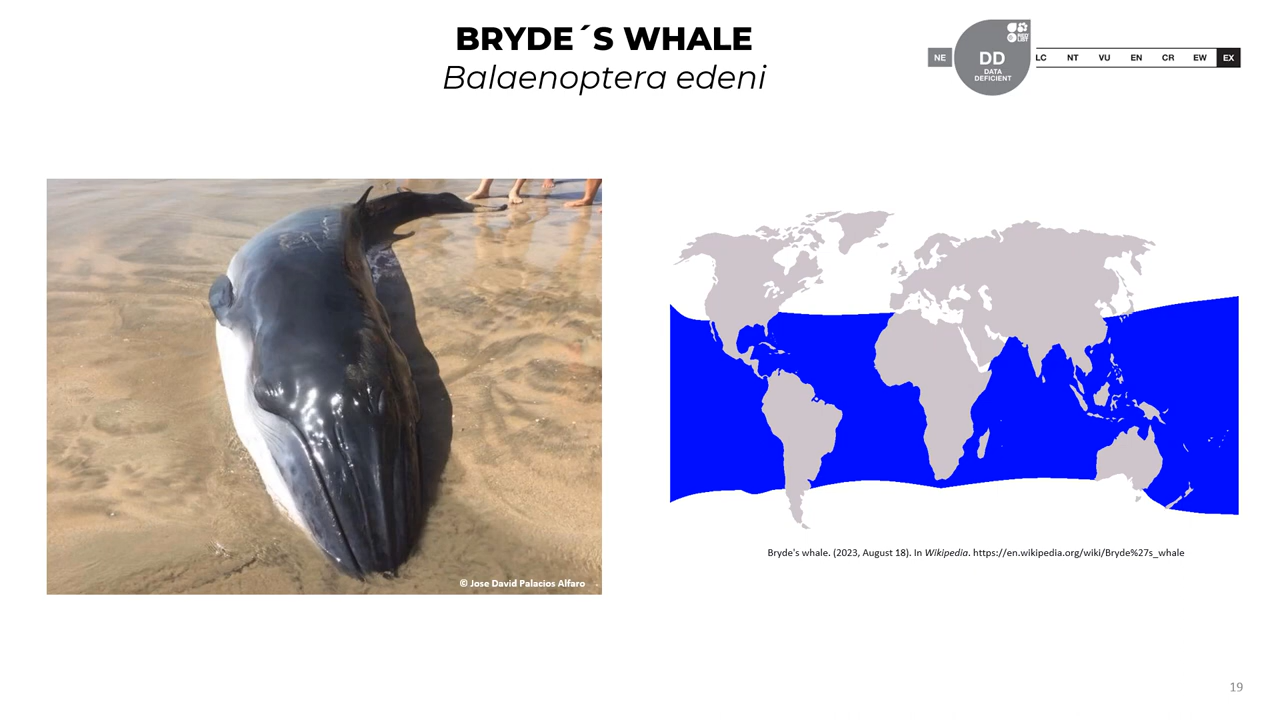 BRYDE´S WHALE
Balaenoptera edeni
NE
DD
DATA
DEFICIENT
LC NT VU EN CR EW EX
© Jose David Palacios Alfaro
Bryde's whale. (2023, August 18). In Wikipedia. https://en.wikipedia.org/wiki/Bryde%27s_whale
19